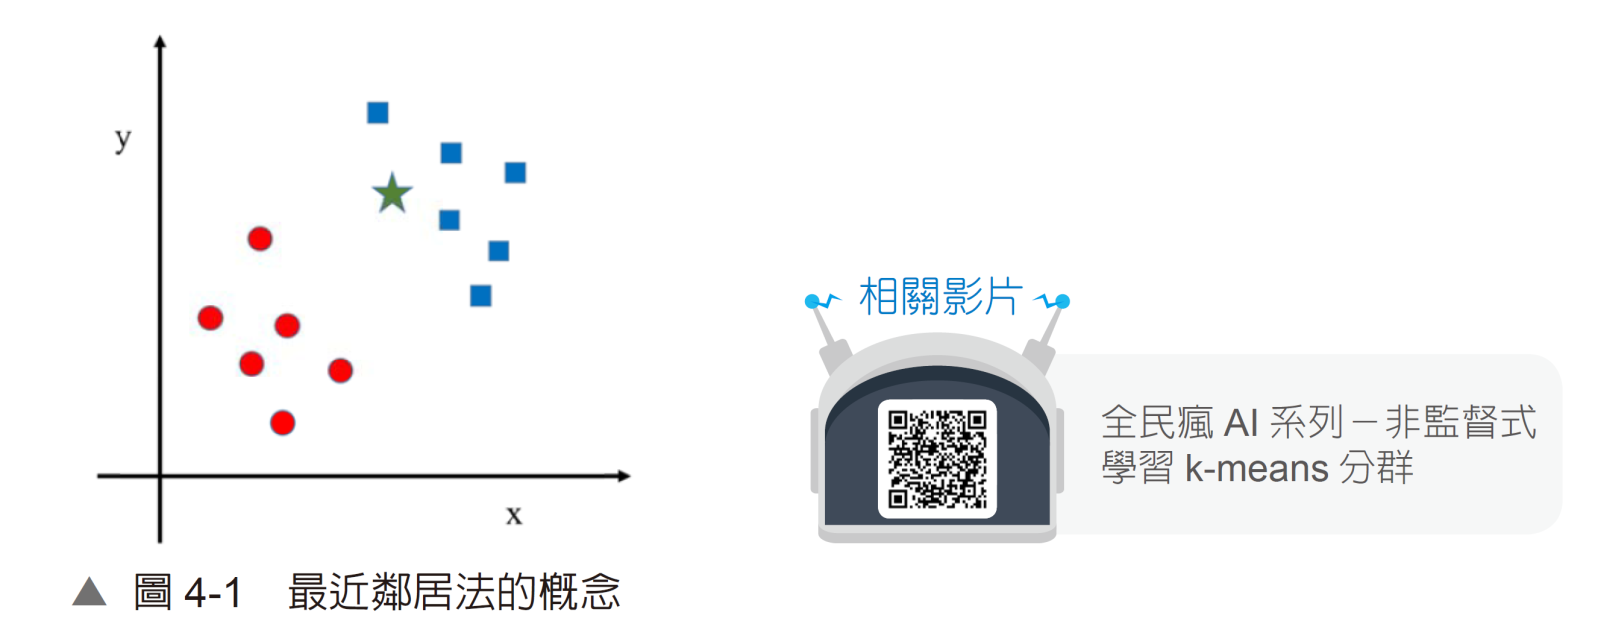 y
x
▲ 圖 4-1 最近鄰居法的概念
相關影片
全民瘋 AI 系列－非監督式
學習 k-means 分群